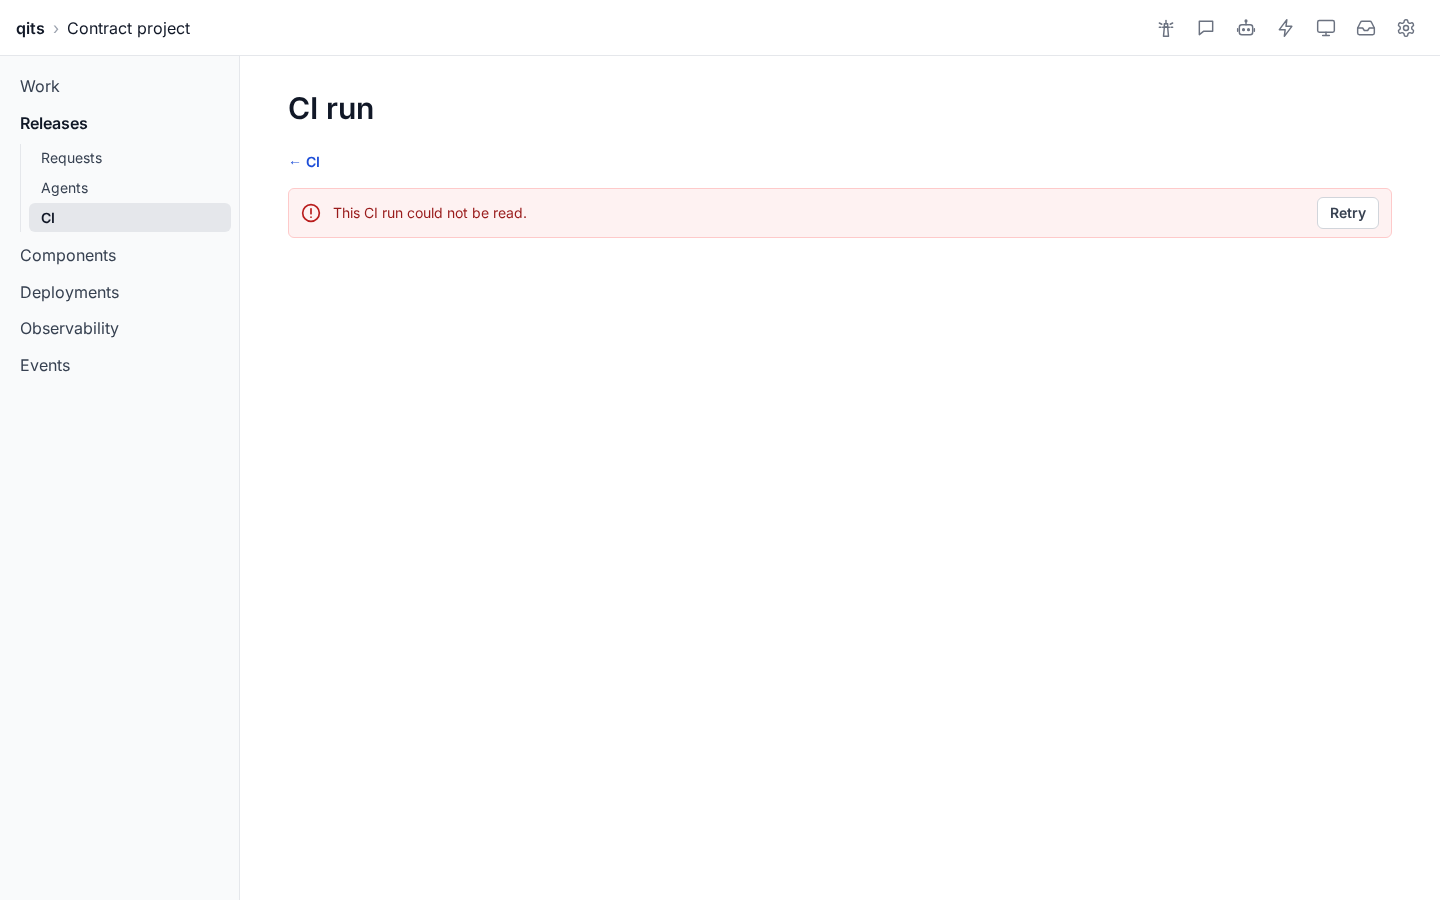 qits › Contract project
Work
Releases
Requests
Agents
CI
Components
Deployments
Observability
Events
CI run
← CI
This CI run could not be read.
Retry